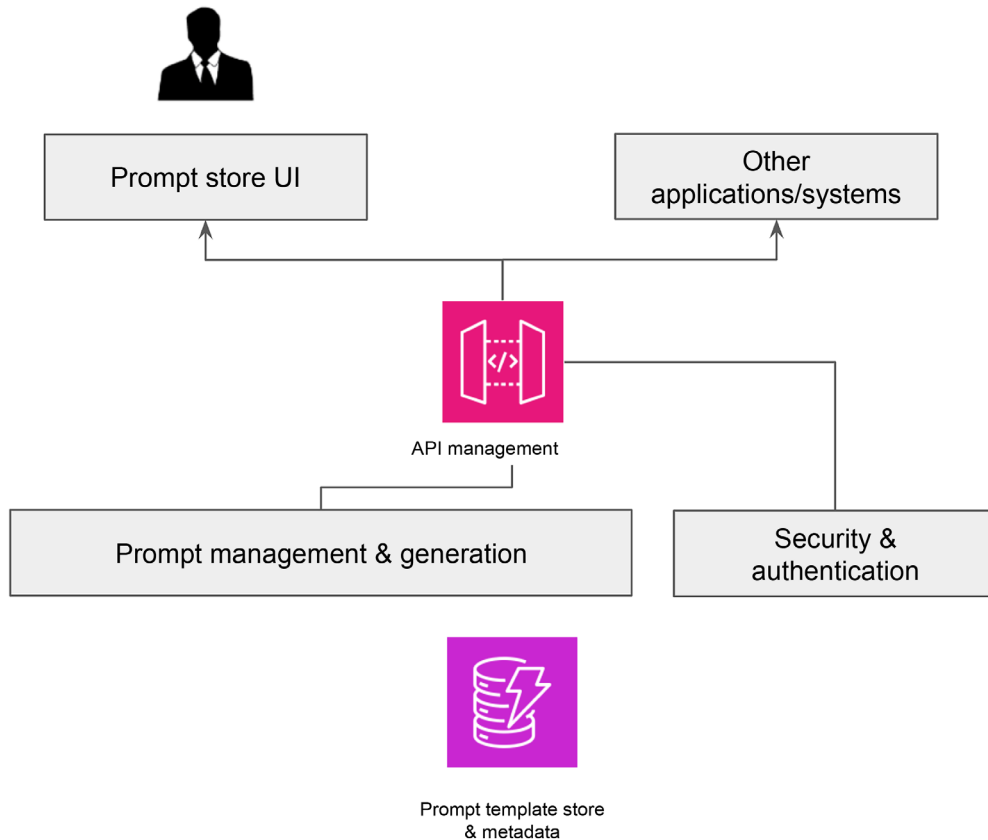 Prompt store UI
Other
applications/systems
</>
API management
Prompt management & generation
Security &
authentication
Prompt template store
& metadata